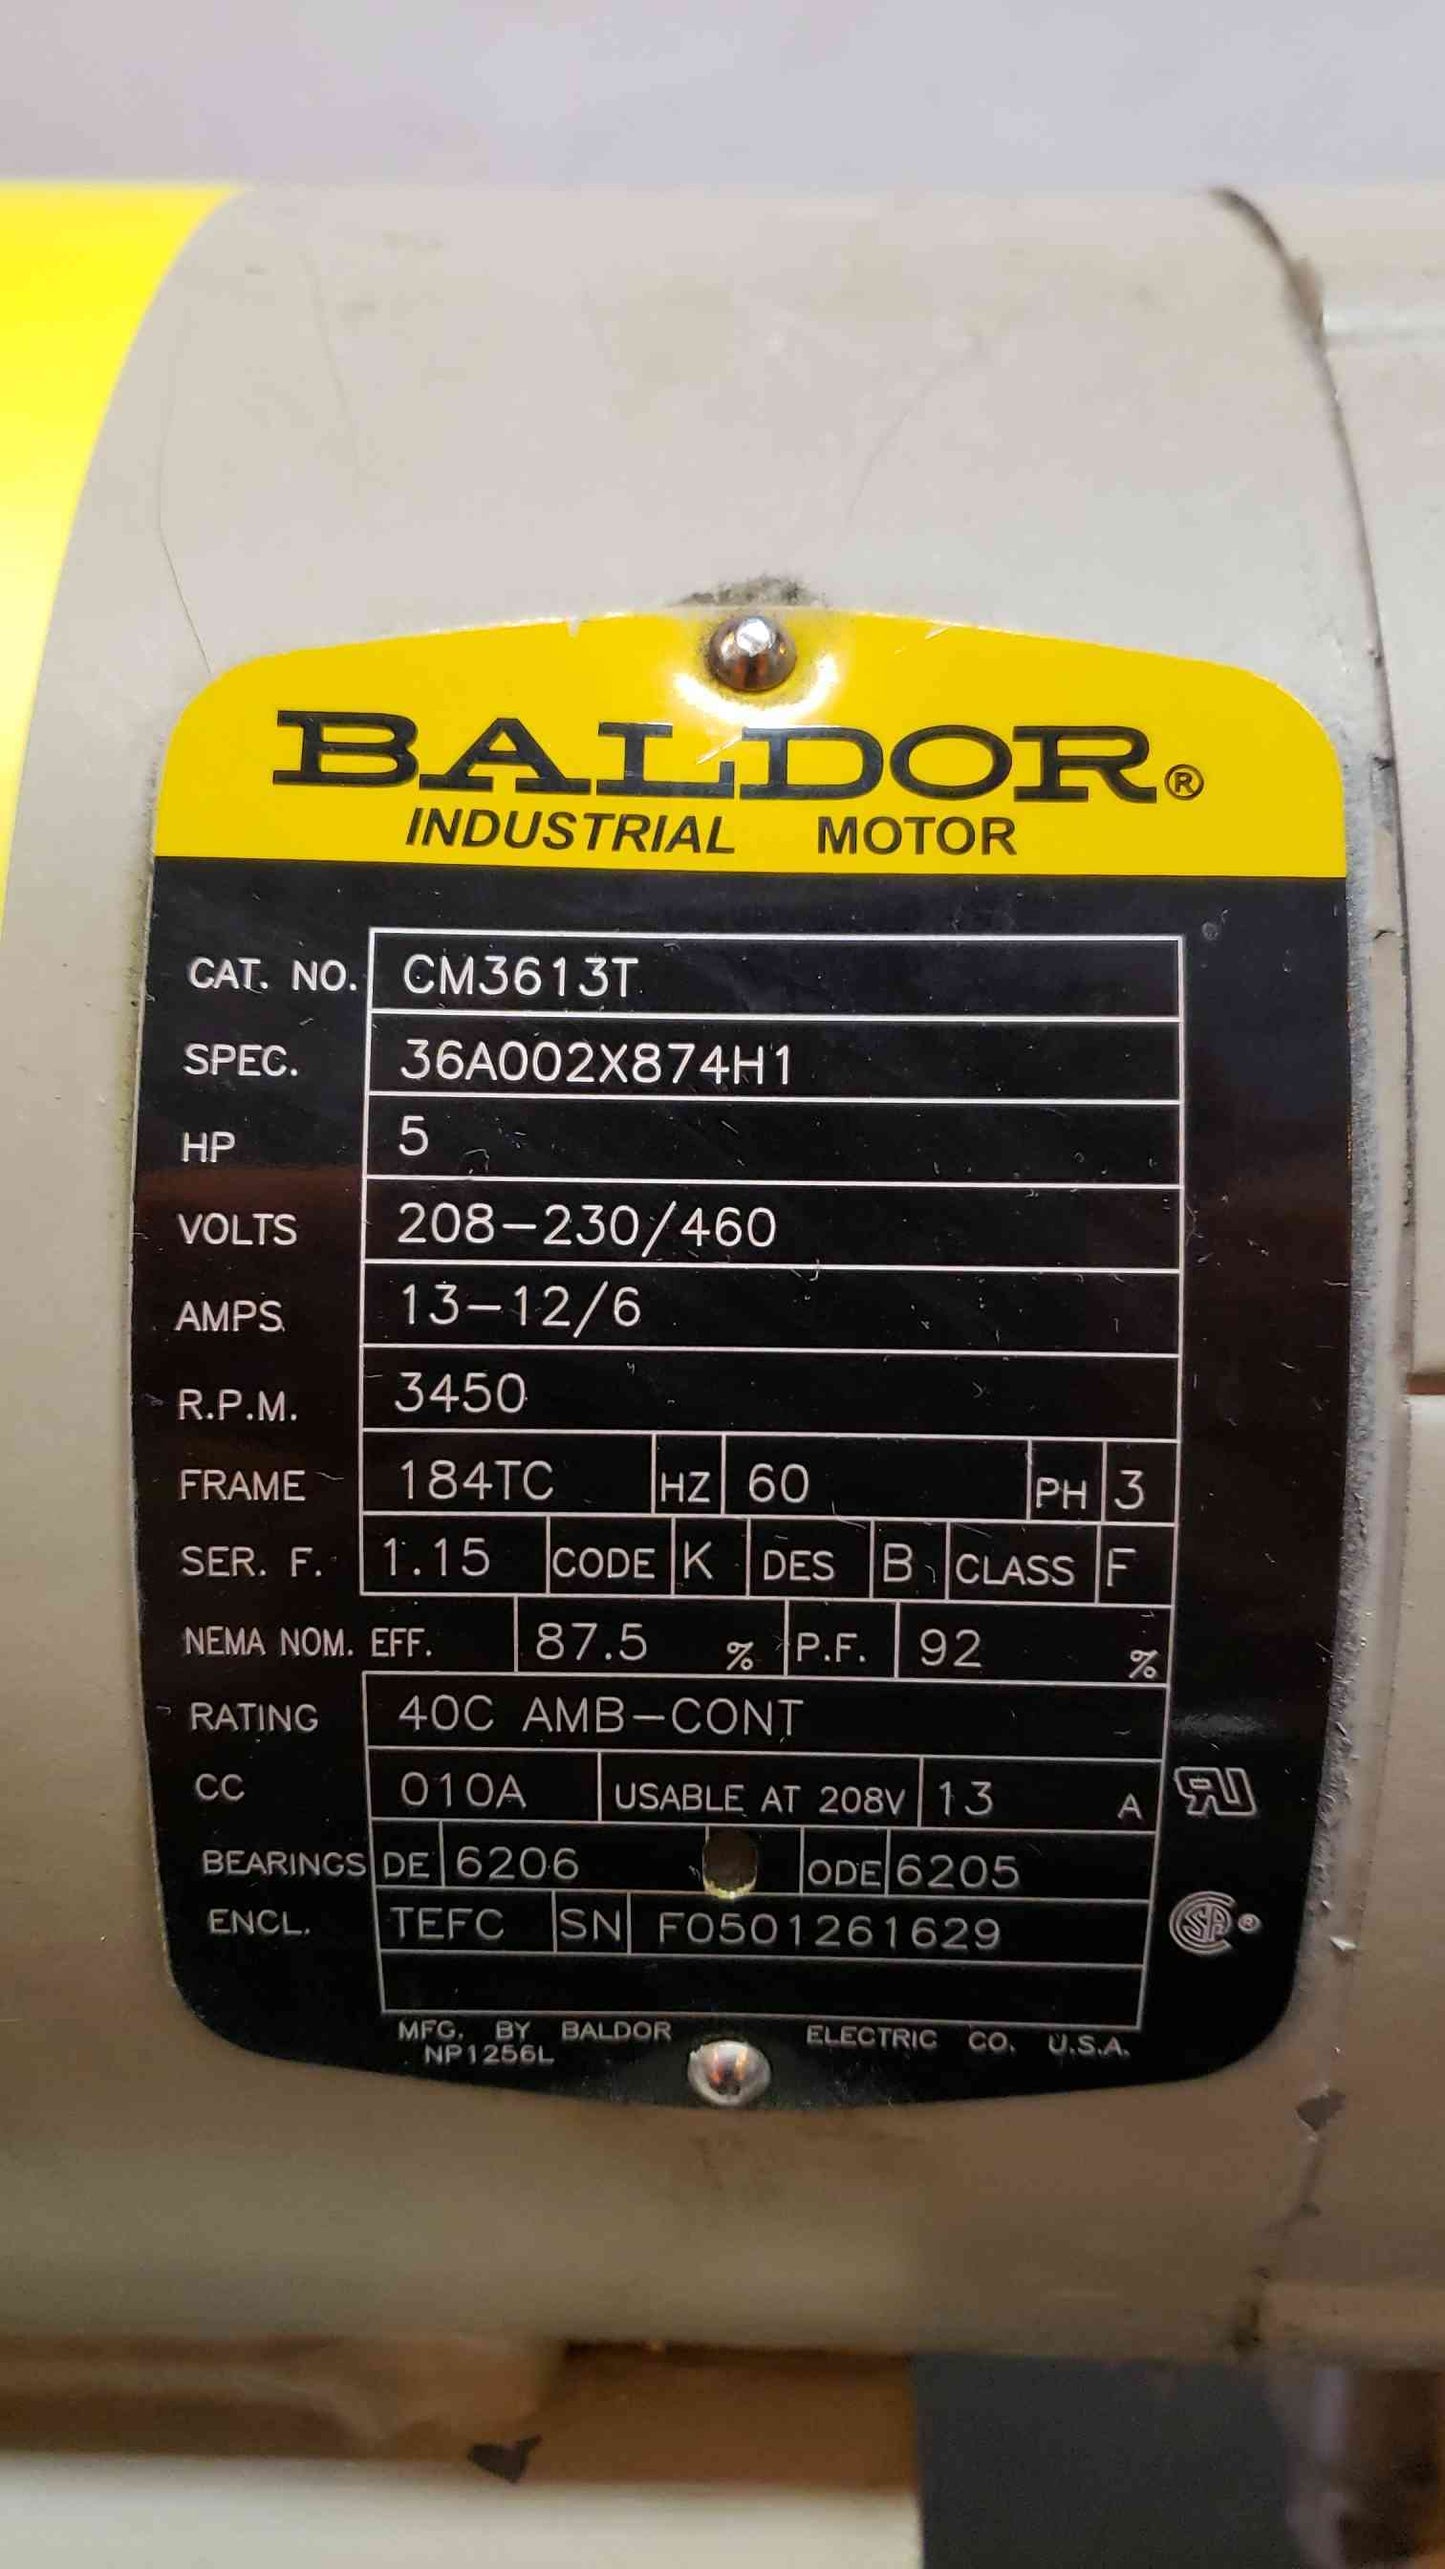 BALDOR®
INDUSTRIAL MOTOR
CAT. NO. CM3613T
SPEC. 36A002X874H1
HP 5
VOLTS 208-230/460
AMPS 13-12/6
R.P.M. 3450
FRAME 184TC HZ 60 PH 3
SER. F. 1.15 CODE K DES B CLASS F
NEMA NOM. EFF. 87.5 % P.F. 92 %
RATING 40C AMB-CONT
CC 010A USABLE AT 208V 13 A
BEARINGS DE 6206 ODE 6205
ENCL. TEFC SN F0501261629
MFG. BY BALDOR ELECTRIC CO. U.S.A.
NP1256L